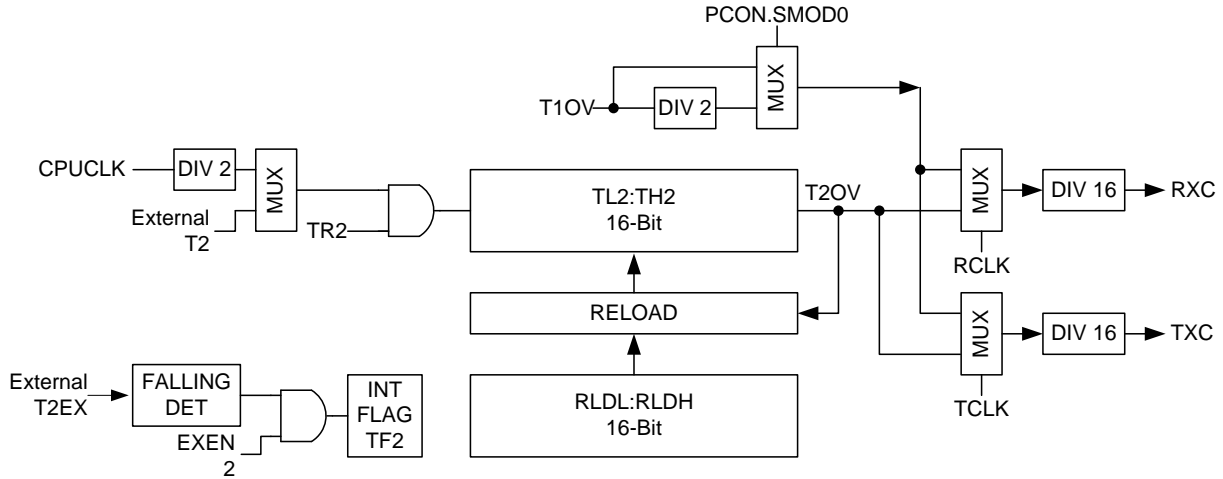 PCON.SMOD0
T1OV
DIV 2
MUX
CPUCLK
DIV 2
MUX
External
T2
TR2
TL2:TH2
16-Bit
T2OV
MUX
DIV 16
RXC
RCLK
RELOAD
MUX
DIV 16
TXC
TCLK
External
T2EX
FALLING
DET
EXEN
2
INT
FLAG
TF2
RLDL:RLDH
16-Bit